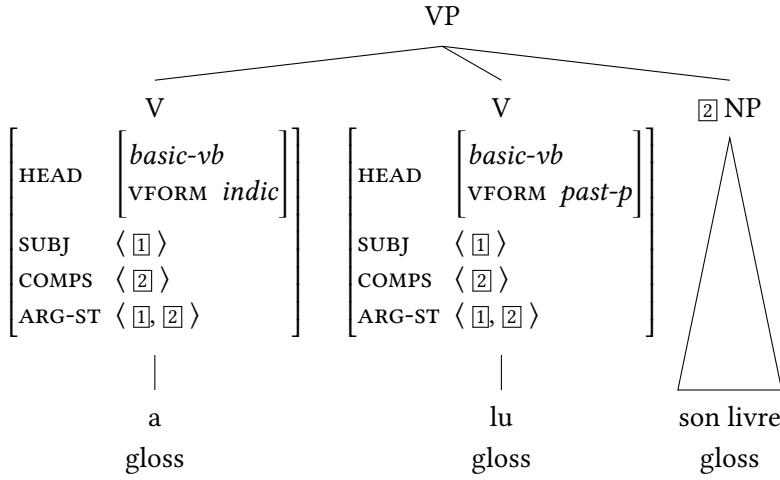 VP
V V 2 NP
HEAD basic-vb VFORM indic HEAD basic-vb VFORM past-p
SUBJ ⟨ 1 ⟩ SUBJ ⟨ 1 ⟩
COMPS ⟨ 2 ⟩ COMPS ⟨ 2 ⟩
ARG-ST ⟨ 1, 2 ⟩ ARG-ST ⟨ 1, 2 ⟩
a lu son livre
gloss gloss gloss